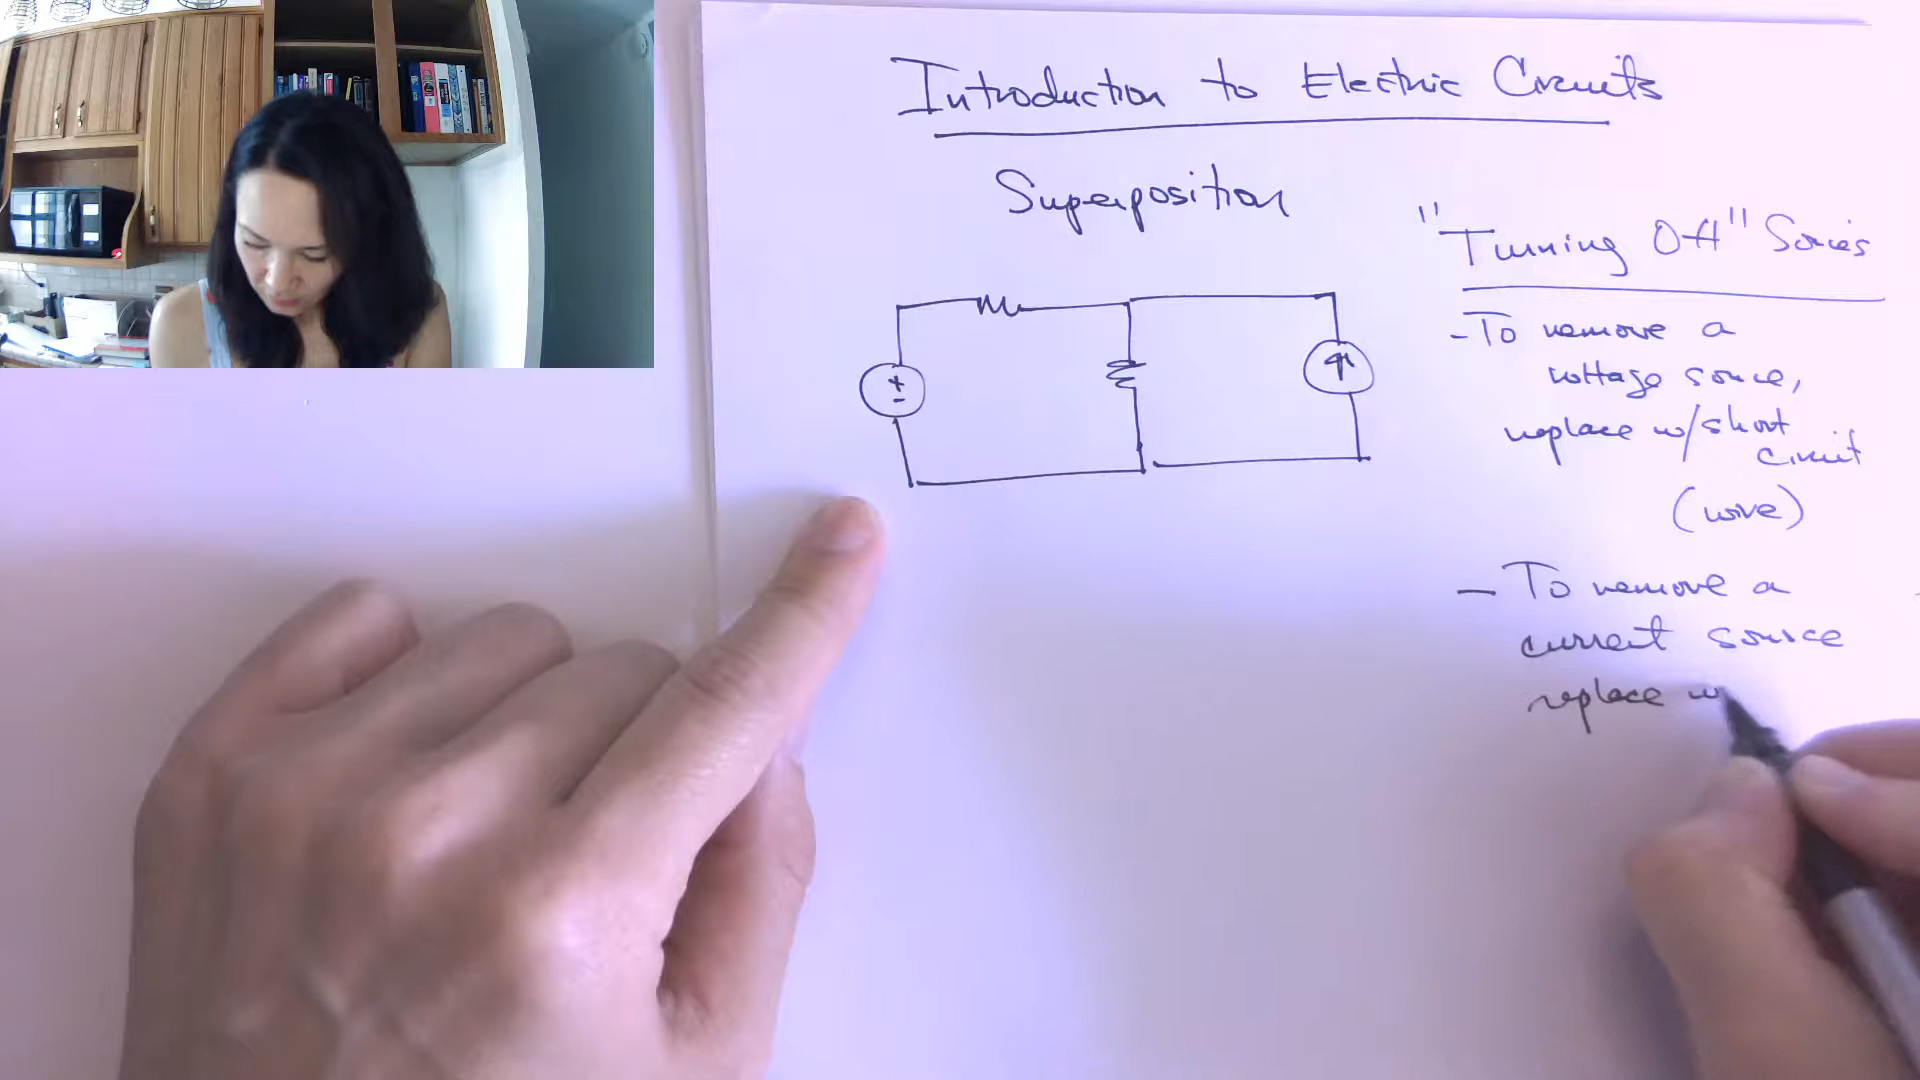 Introduction to Electric Circuits
Superposition
"Turning Off" Sources
- To remove a
voltage source,
replace w/ short
circuit
(wire)
- To remove a
current source
replace w
+
-